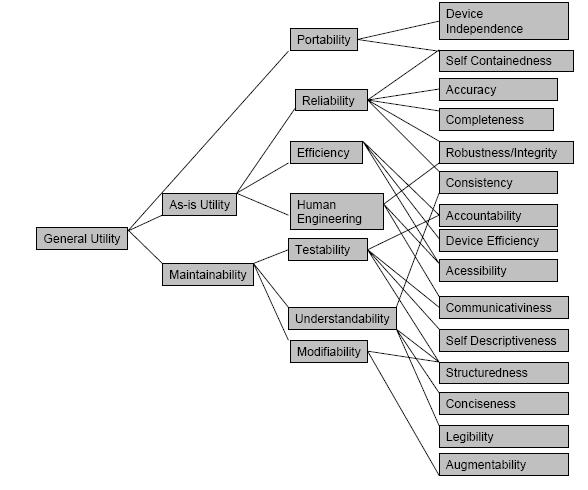 Device
Independence
Portability
Self Containedness
Accuracy
Reliability
Completeness
Efficiency
Robustness/Integrity
Consistency
As-is Utility
Human
Engineering
Accountability
General Utility
Device Efficiency
Testability
Acessibility
Maintainability
Communicativiness
Understandability
Self Descriptiveness
Modifiability
Structuredness
Conciseness
Legibility
Augmentability